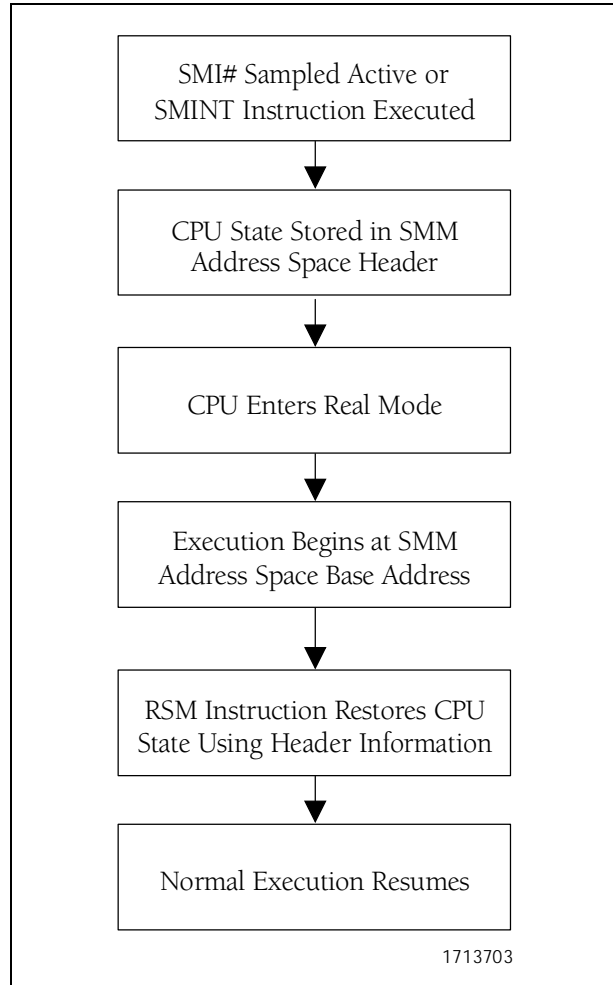 SMI# Sampled Active or
SMINT Instruction Executed
CPU State Stored in SMM
Address Space Header
CPU Enters Real Mode
Execution Begins at SMM
Address Space Base Address
RSM Instruction Restores CPU
State Using Header Information
Normal Execution Resumes
1713703